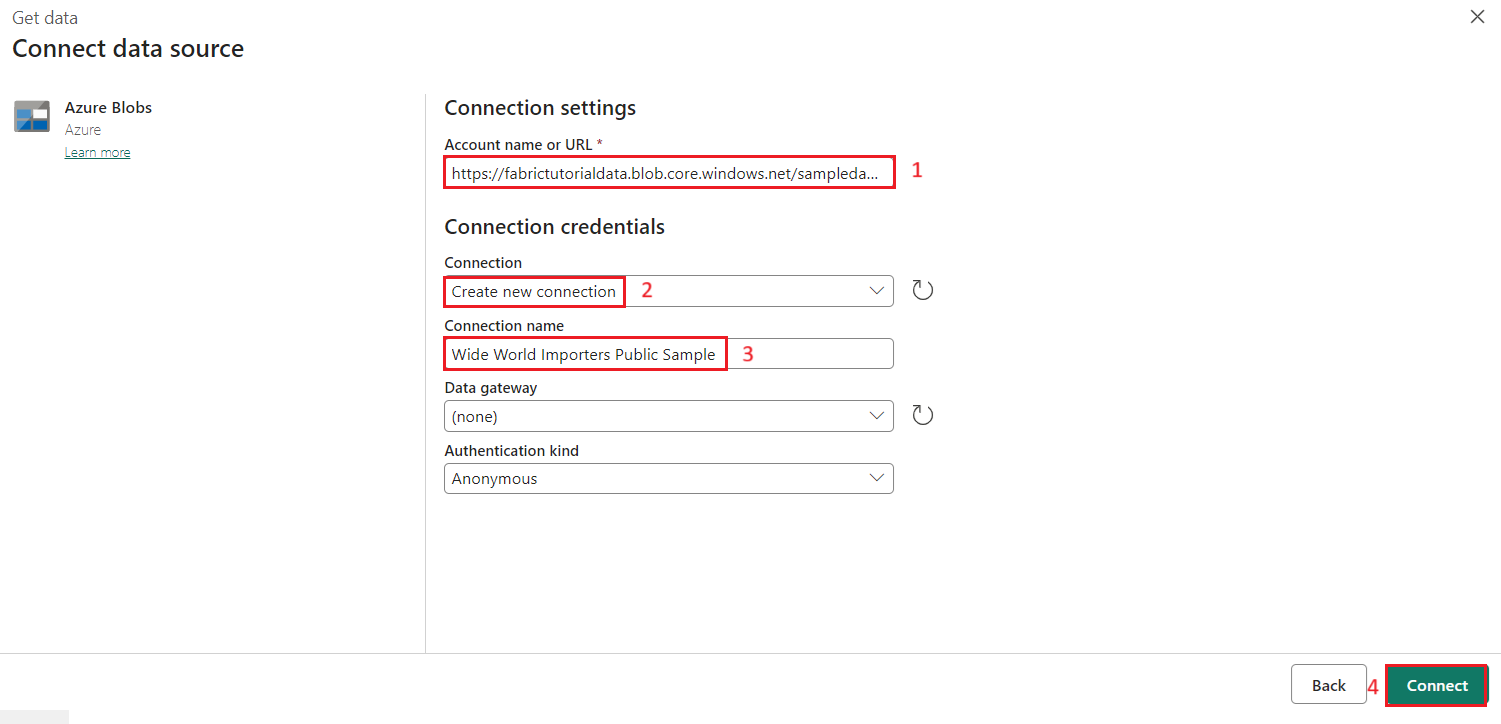 Get data
Connect data source
Azure Blobs
Azure
Learn more
Connection settings
Account name or URL *
https://fabrictutorialdata.blob.core.windows.net/sampleda...
1
Connection credentials
Connection
Create new connection
2
Connection name
Wide World Importers Public Sample
3
Data gateway
(none)
Authentication kind
Anonymous
Back
4
Connect